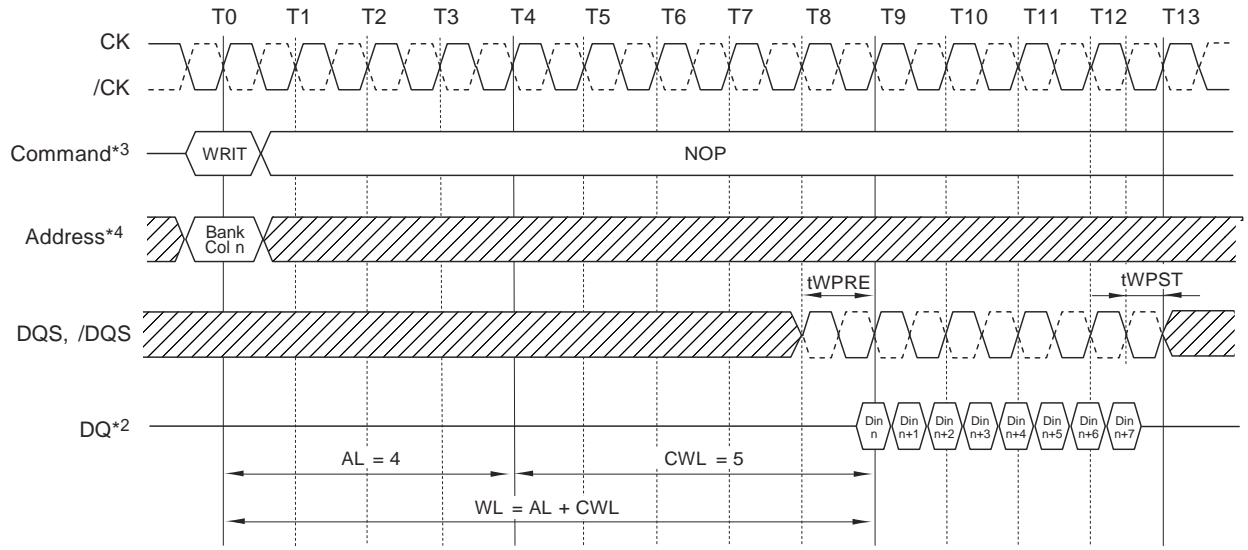 T0 T1 T2 T3 T4 T5 T6 T7 T8 T9 T10 T11 T12 T13
CK
/CK
Command*3 WRIT NOP
Address*4 Bank
Col n
tWPRE tWPST
DQS, /DQS
DQ*2 Din
n Din
n+1 Din
n+2 Din
n+3 Din
n+4 Din
n+5 Din
n+6 Din
n+7
AL = 4 CWL = 5
WL = AL + CWL